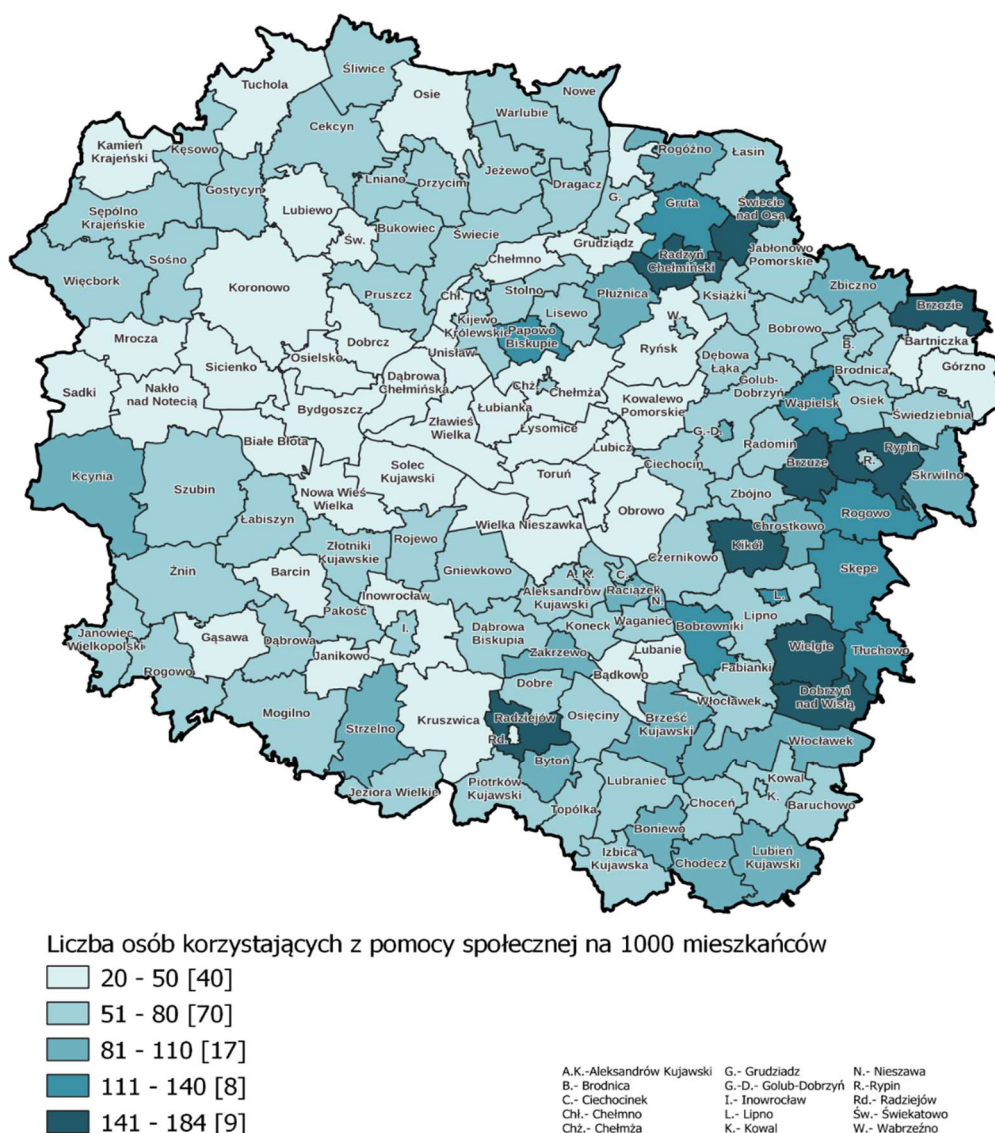 Tuchola
Śliwice
Osie
Nowe
Warlubie
Cekcyn
Kamień
Krajeński
Kęsowo
Gostycyn
Lniano
Drzycim
Jeżewo
Dragacz
G.
Rogóźno
Łasin
Gruta
Świecie
nad Osą
Sępólno
Krajeńskie
Lubiewo
Św.
Bukowiec
Świecie
Grudziądz
Radzyń
Chełmiński
Jabłonowo
Pomorskie
Więcbork
Sośno
Koronowo
Pruszcz
Chełmno
Chł.
Stolno
Płużnica
Książki
Zbiczno
Brzozie
Kijewo
Królewskie
Papowo
Biskupie
Lisewo
W.
Bobrowo
B.
Bartniczka
Górzno
Mrocza
Sicienko
Osielsko
Dobrcz
Unisław
Dąbrowa
Chełmińska
Chż.
Chełmża
Ryńsk
Dębowa
Łąka
Brodnica
Sadki
Nakło
nad Notecią
Bydgoszcz
Zławieś
Wielka
Łubianka
Łysomice
Kowalewo
Pomorskie
Golub-
Dobrzyń
Wąpielsk
Osiek
Świedziebnia
Białe Błota
Solec
Kujawski
Toruń
Lubicz
G.-D.
Ciechocin
Radomin
Brzuze
R.
Rypin
Skrwilno
Kcynia
Szubin
Nowa Wieś
Wielka
Łabiszyn
Wielka Nieszawka
Obrowo
Zbójno
Rogowo
Chrostkowo
Kikół
Czernikowo
Skępe
Żnin
Barcin
Złotniki
Kujawskie
Rojewo
Gniewkowo
Inowrocław
A. K.
C.
Aleksandrów
Kujawski
Raciążek
N.
L.
Lipno
Janowiec
Wielkopolski
Gąsawa
Dąbrowa
Pakość
I.
Janikowo
Dąbrowa
Biskupia
Koneck
Waganiec
Bobrowniki
Zakrzewo
Lubanie
Fabianki
Wielgie
Tłuchowo
Rogowo
Mogilno
Strzelno
Kruszwica
Dobre
Bądkowo
Włocławek
Dobrzyń
nad Wisłą
Radziejów
Rd.
Osięciny
Brześć
Kujawski
Włocławek
Jeziora Wielkie
Piotrków
Kujawski
Bytoń
Topólka
Lubraniec
Choceń
Kowal
K.
Baruchowo
Boniewo
Izbica
Kujawska
Chodecz
Lubień
Kujawski
Liczba osób korzystających z pomocy społecznej na 1000 mieszkańców
20 - 50 [40]
51 - 80 [70]
81 - 110 [17]
111 - 140 [8]
141 - 184 [9]
A.K.-Aleksandrów Kujawski
B.- Brodnica
C.- Ciechocinek
Chł.- Chełmno
Chż.- Chełmża
G.- Grudziadz
G.-D.- Golub-Dobrzyń
I.- Inowrocław
L.- Lipno
K.- Kowal
N.- Nieszawa
R.-Rypin
Rd.- Radziejów
Św.- Świekatowo
W.- Wąbrzeźno